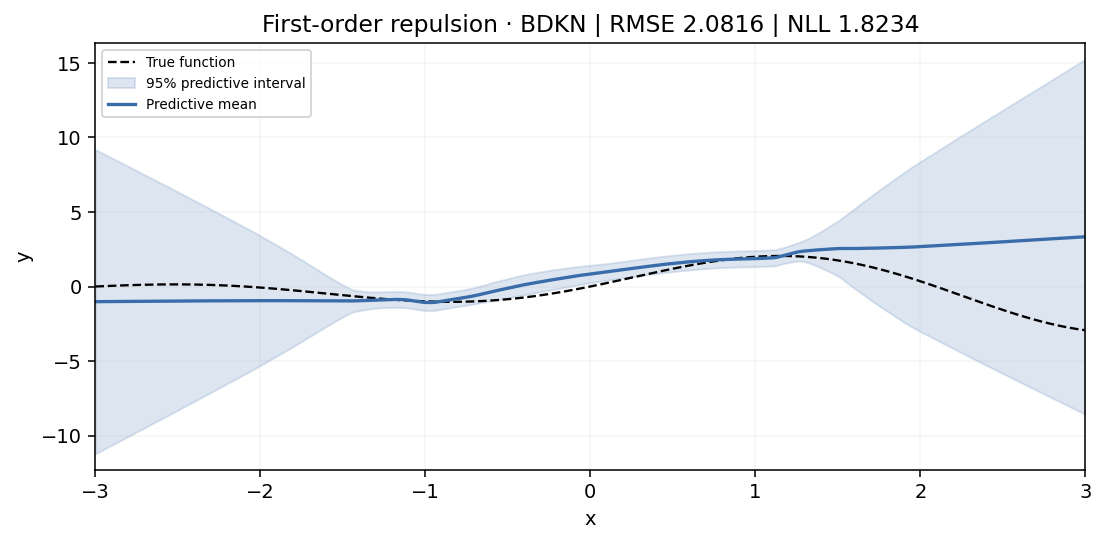 First-order repulsion · BDKN | RMSE 2.0816 | NLL 1.8234
True function
95% predictive interval
Predictive mean
y
15
10
5
0
−5
−10
−3
−2
−1
0
1
2
3
x